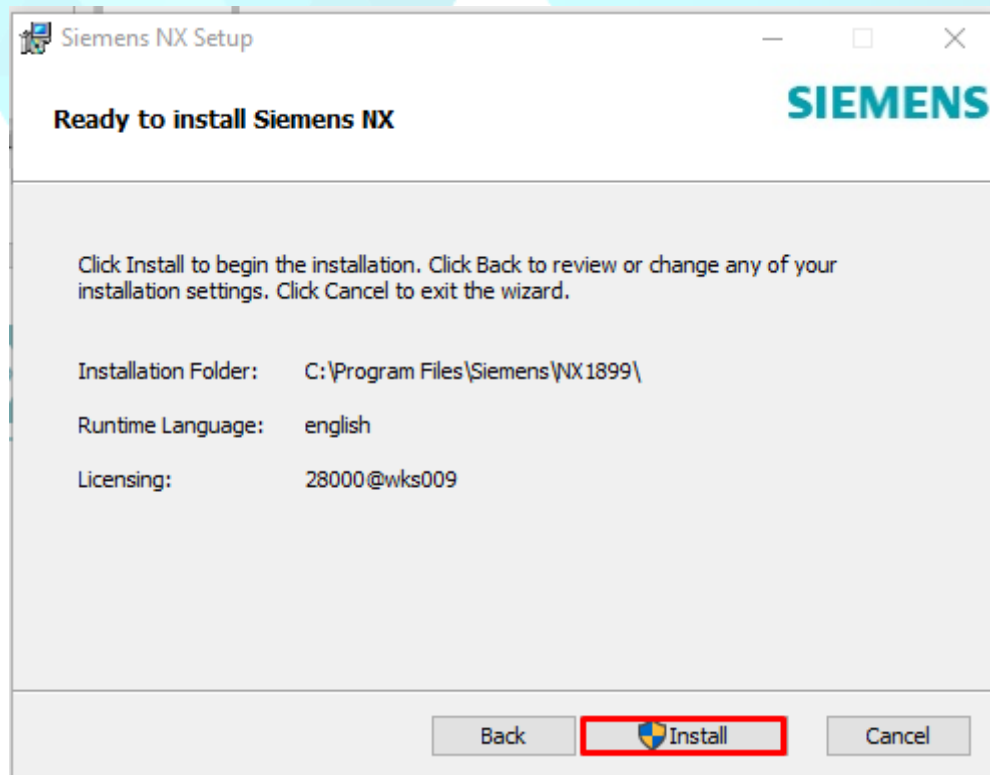 Siemens NX Setup
SIEMENS
Ready to install Siemens NX
Click Install to begin the installation. Click Back to review or change any of your
installation settings. Click Cancel to exit the wizard.
Installation Folder: C:\Program Files\Siemens\NX1899\
Runtime Language: english
Licensing: 28000@wks009
Back Install Cancel